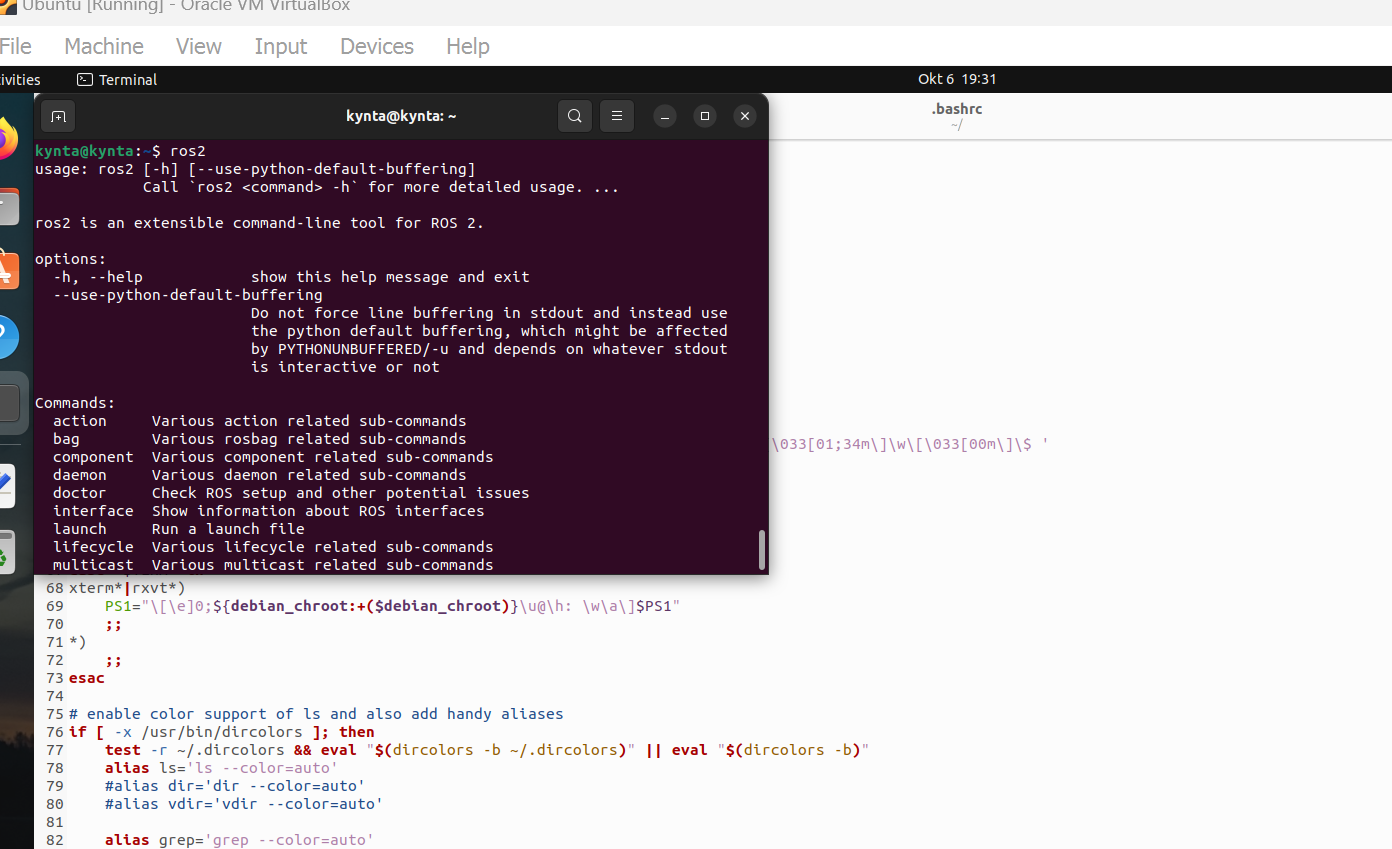 Ubuntu [Running] - Oracle VM VirtualBox
File Machine View Input Devices Help
ivities Terminal Okt 6 19:31
kynta@kynta: ~
.bashrc
~/
kynta@kynta:~$ ros2
usage: ros2 [-h] [--use-python-default-buffering]
            Call `ros2 <command> -h` for more detailed usage. ...
ros2 is an extensible command-line tool for ROS 2.
options:
  -h, --help            show this help message and exit
  --use-python-default-buffering
                        Do not force line buffering in stdout and instead use
                        the python default buffering, which might be affected
                        by PYTHONUNBUFFERED/-u and depends on whatever stdout
                        is interactive or not
Commands:
  action     Various action related sub-commands
  bag        Various rosbag related sub-commands
  component  Various component related sub-commands
  daemon     Various daemon related sub-commands
  doctor     Check ROS setup and other potential issues
  interface  Show information about ROS interfaces
  launch     Run a launch file
  lifecycle  Various lifecycle related sub-commands
  multicast  Various multicast related sub-commands
\033[01;34m\]\w\[\033[00m\]\$ '
68 xterm*|rxvt*)
69     PS1="\[\e]0;${debian_chroot:+($debian_chroot)}\u@\h: \w\a\]$PS1"
70     ;;
71 *)
72     ;;
73 esac
74
75 # enable color support of ls and also add handy aliases
76 if [ -x /usr/bin/dircolors ]; then
77     test -r ~/.dircolors && eval "$(dircolors -b ~/.dircolors)" || eval "$(dircolors -b)"
78     alias ls='ls --color=auto'
79     #alias dir='dir --color=auto'
80     #alias vdir='vdir --color=auto'
81
82     alias grep='grep --color=auto'